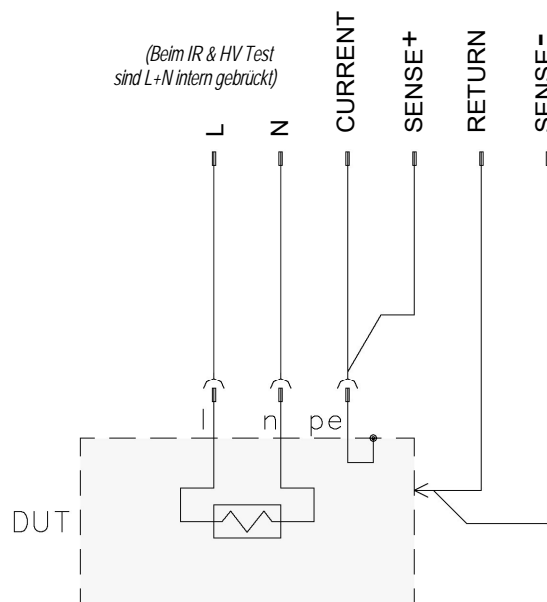 (Beim IR & HV Test
sind L+N intern gebrückt)
L
N
CURRENT
SENSE+
RETURN
SENSE-
l
n
pe
DUT